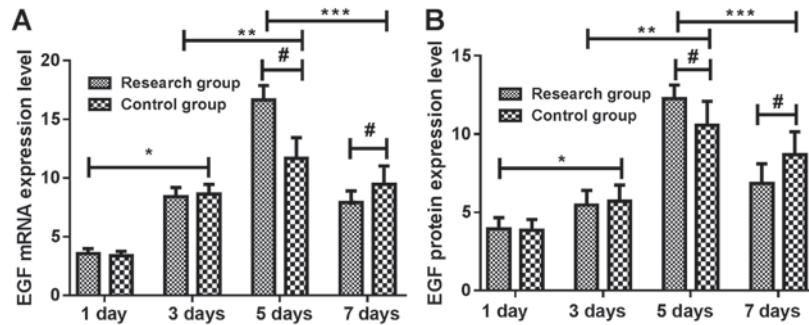 A
EGF mRNA expression level
20
15
10
5
0
Research group
Control group
*
**
***
#
#
1 day
3 days
5 days
7 days
B
EGF protein expression level
15
10
5
0
Research group
Control group
*
**
***
#
#
1 day
3 days
5 days
7 days